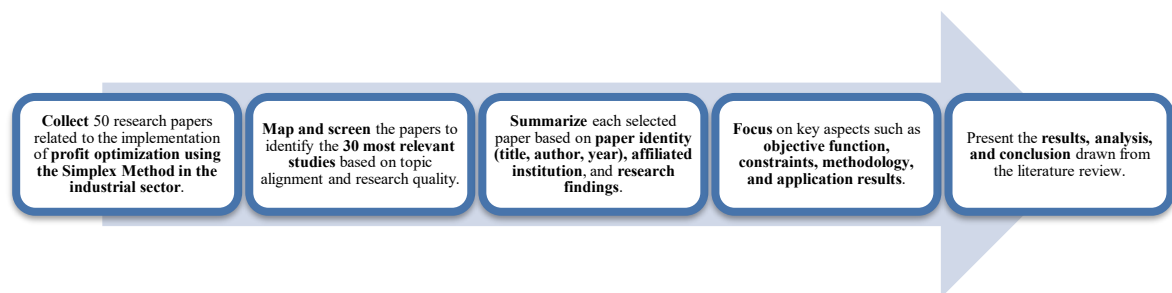 Collect 50 research papers
related to the implementation
of profit optimization using
the Simplex Method in the
industrial sector.
Map and screen the papers to
identify the 30 most relevant
studies based on topic
alignment and research quality.
Summarize each selected
paper based on paper identity
(title, author, year), affiliated
institution, and research
findings.
Focus on key aspects such as
objective function,
constraints, methodology,
and application results.
Present the results, analysis,
and conclusion drawn from
the literature review.